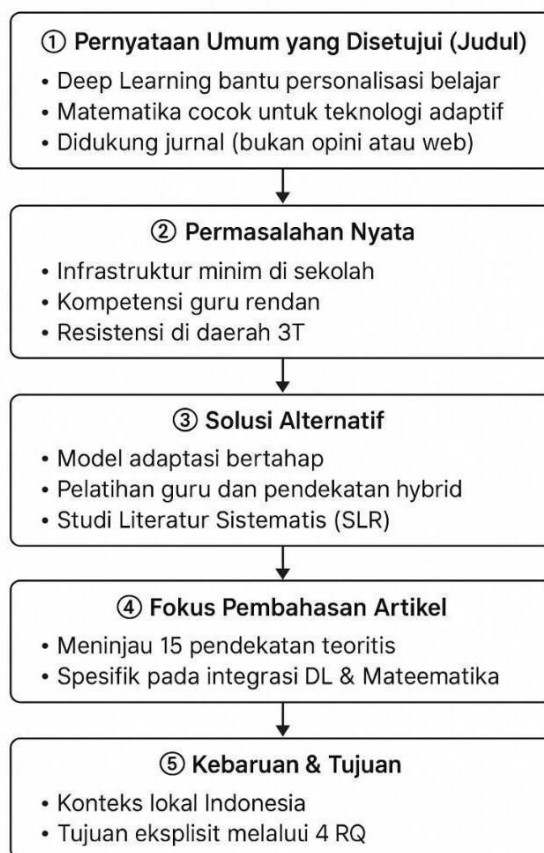 ① Pernyataan Umum yang Disetujui (Judul)
• Deep Learning bantu personalisasi belajar
• Matematika cocok untuk teknologi adaptif
• Didukung jurnal (bukan opini atau web)
② Permasalahan Nyata
• Infrastruktur minim di sekolah
• Kompetensi guru rendan
• Resistensi di daerah 3T
③ Solusi Alternatif
• Model adaptasi bertahap
• Pelatihan guru dan pendekatan hybrid
• Studi Literatur Sistematis (SLR)
④ Fokus Pembahasan Artikel
• Meninjau 15 pendekatan teoritis
• Spesifik pada integrasi DL & Mateematika
⑤ Kebaruan & Tujuan
• Konteks lokal Indonesia
• Tujuan eksplisit melaluı 4 RQ